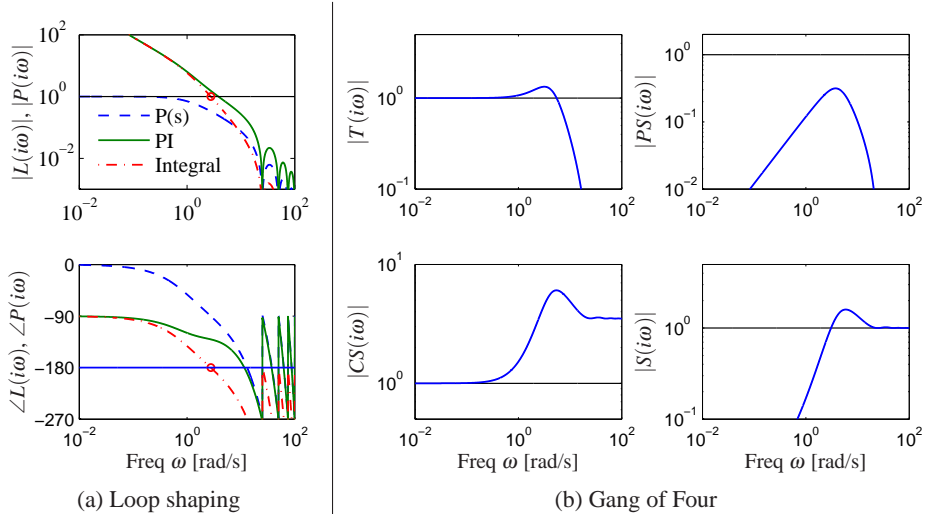 |L(iω)|, |P(iω)|
10^2
10^0
10^-2
P(s)
PI
Integral
10^-2
10^0
10^2
∠L(iω), ∠P(iω)
0
−90
−180
−270
10^-2
10^0
10^2
Freq ω [rad/s]
(a) Loop shaping
|T(iω)|
10^0
10^-1
10^-2
10^0
10^2
|PS(iω)|
10^0
10^-1
10^-2
10^-2
10^0
10^2
|CS(iω)|
10^1
10^0
10^-2
10^0
10^2
Freq ω [rad/s]
|S(iω)|
10^0
10^-1
10^-2
10^0
10^2
Freq ω [rad/s]
(b) Gang of Four